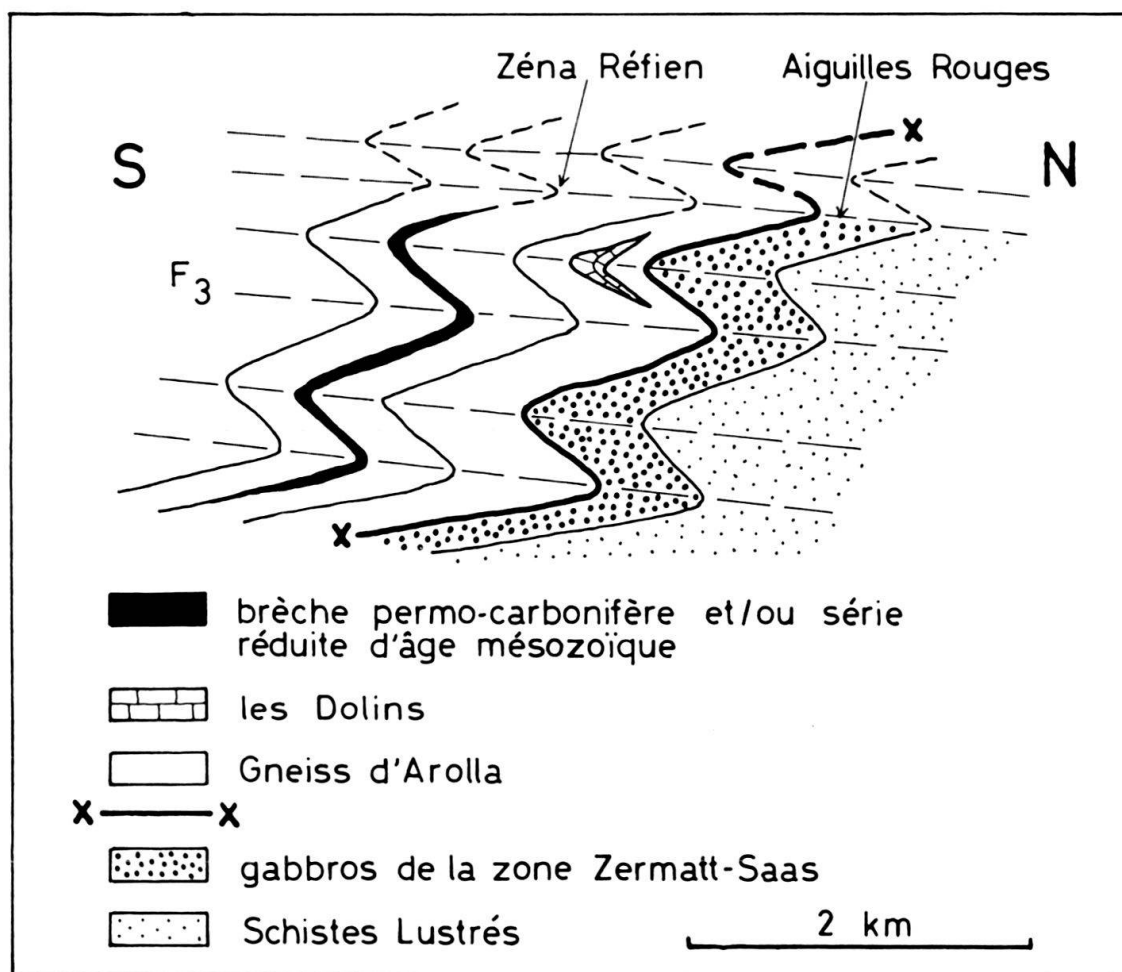 Zéna Réfien
Aiguilles Rouges
x
S
N
F3
x
brèche permo-carbonifère et/ou série
réduite d'âge mésozoïque
les Dolins
Gneiss d'Arolla
x x
gabbros de la zone Zermatt-Saas
Schistes Lustrés
2 km